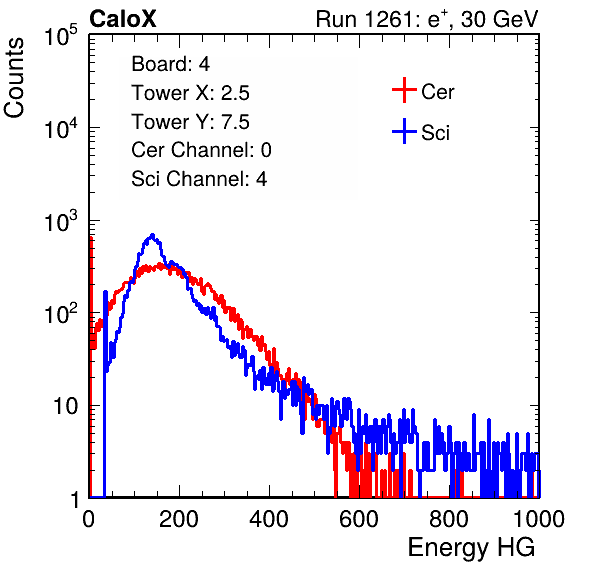 CaloX Run 1261: e⁺, 30 GeV
Counts
Board: 4
Tower X: 2.5
Tower Y: 7.5
Cer Channel: 0
Sci Channel: 4
Cer
Sci
10⁵
10⁴
10³
10²
10
1
0 200 400 600 800 1000
Energy HG